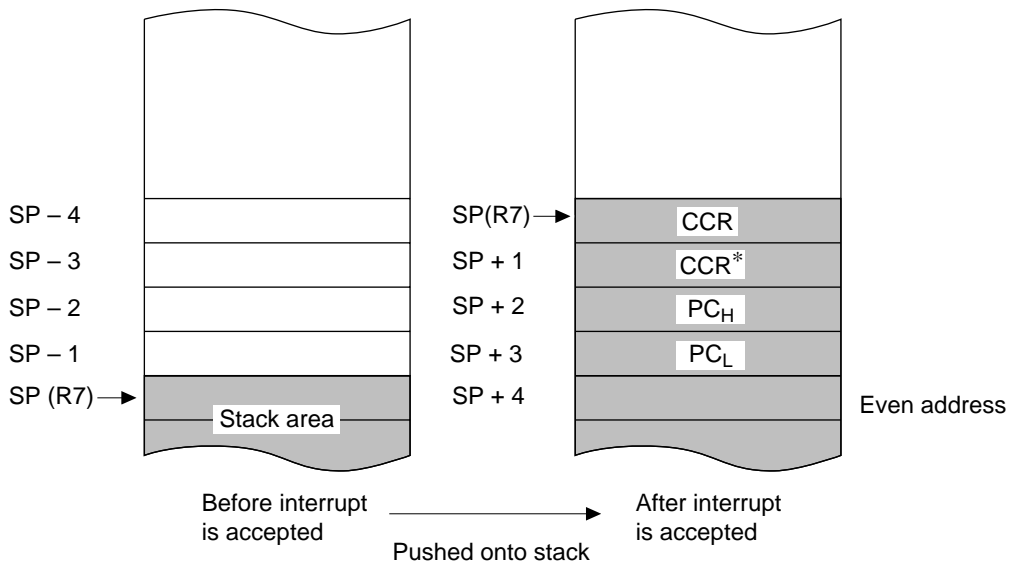 SP – 4
SP – 3
SP – 2
SP – 1
SP (R7)
Stack area
SP(R7)
SP + 1
SP + 2
SP + 3
SP + 4
CCR
CCR*
PCH
PCL
Even address
Before interrupt
is accepted
Pushed onto stack
After interrupt
is accepted